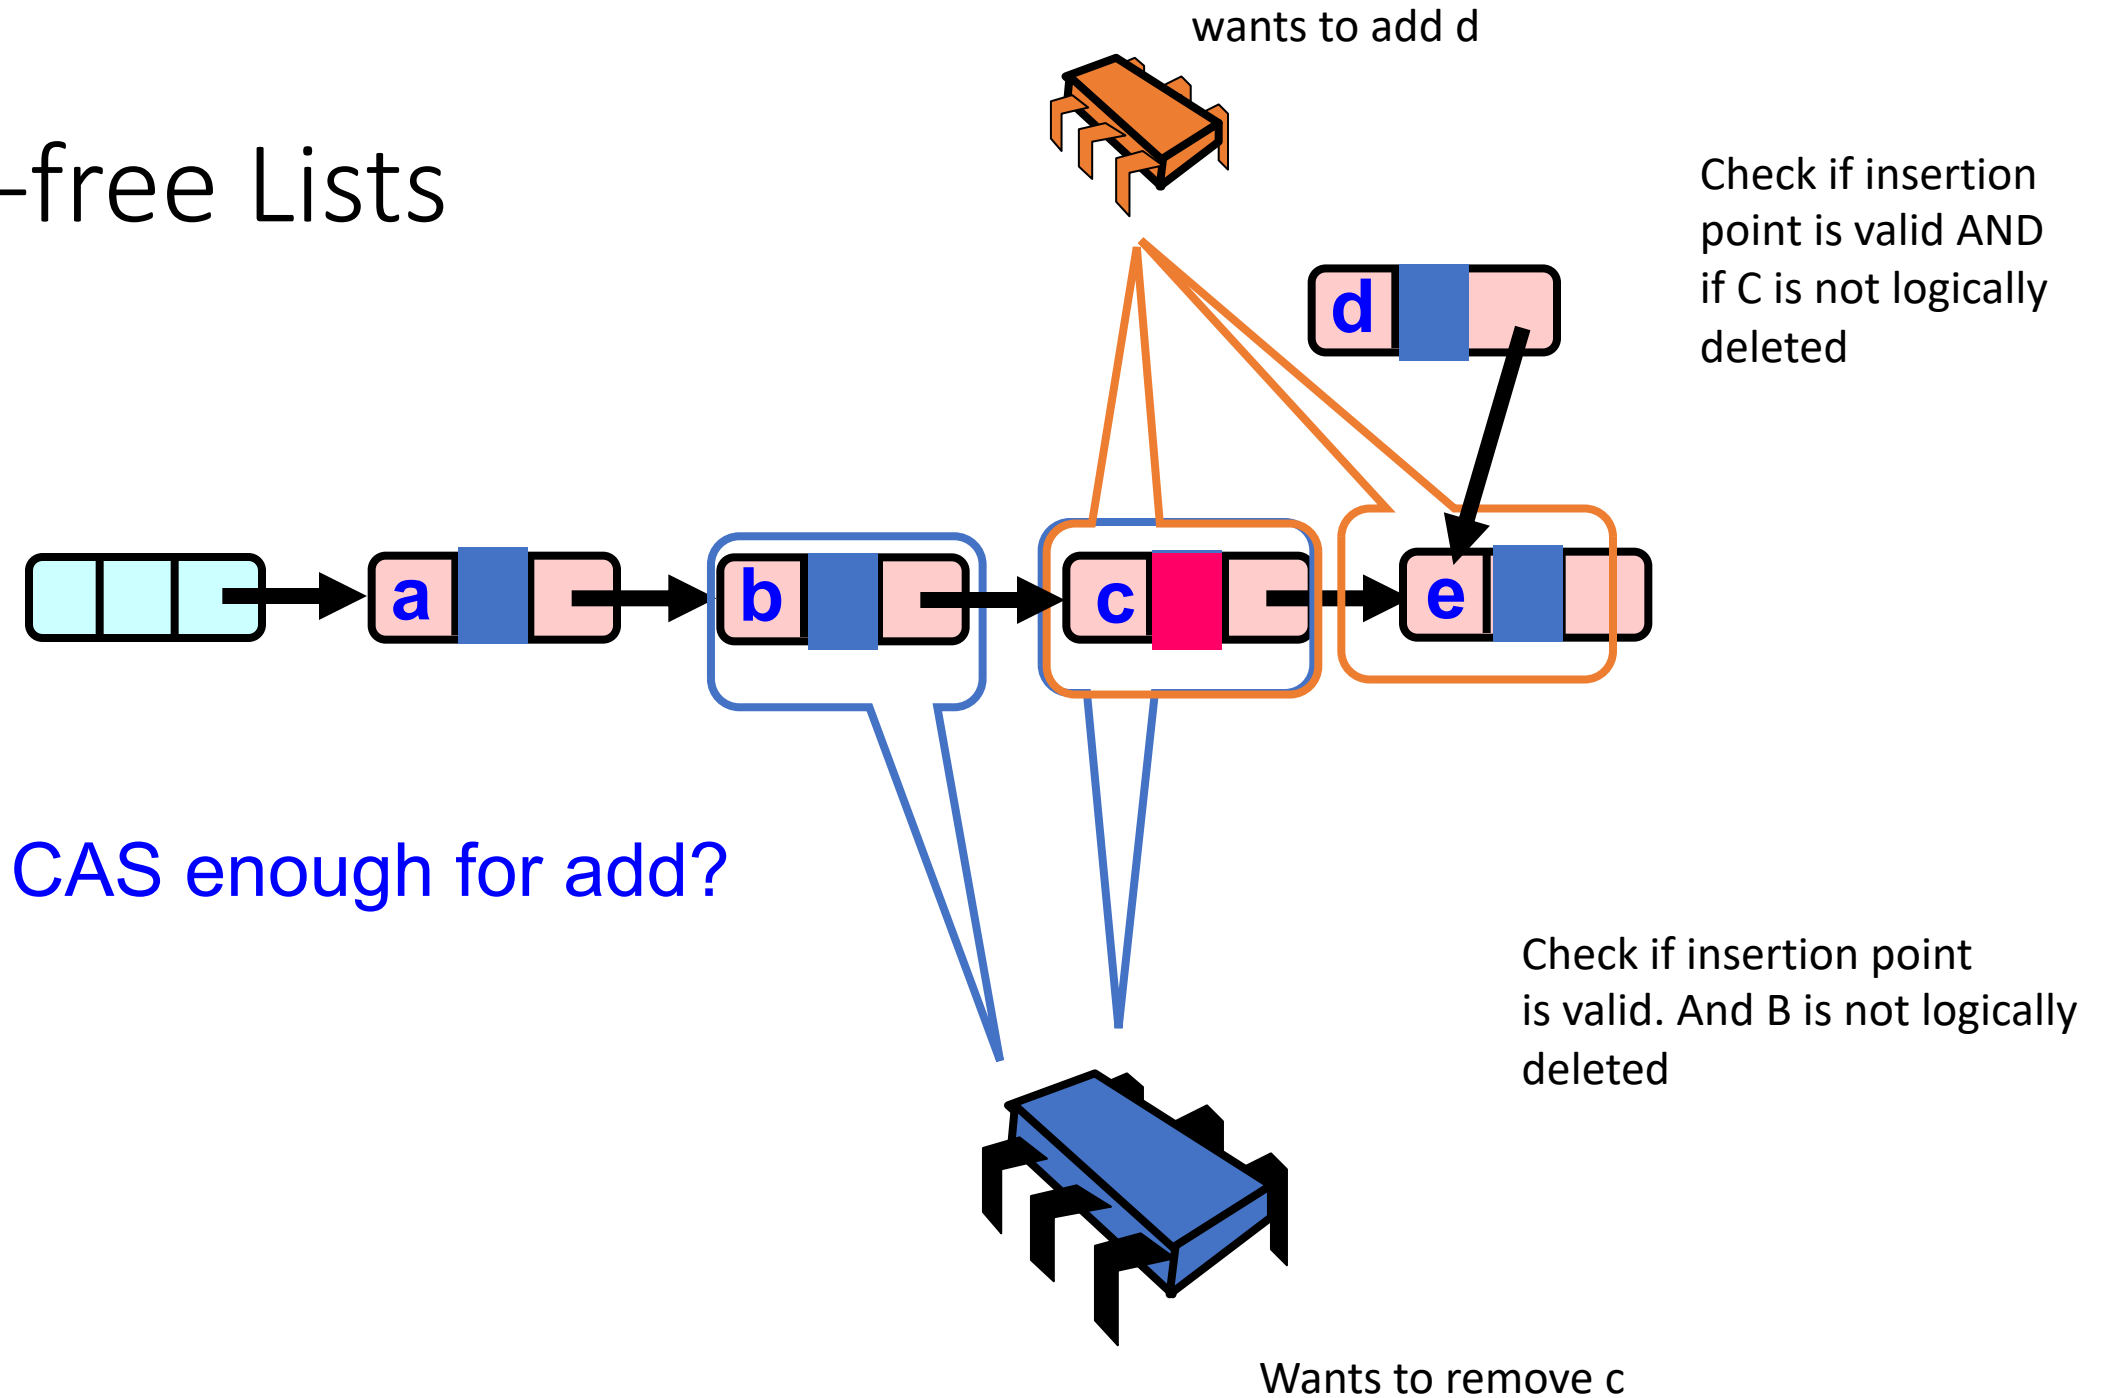 wants to add d
-free Lists
Check if insertion
point is valid AND
if C is not logically
deleted
d
a
b
c
e
CAS enough for add?
Check if insertion point
is valid. And B is not logically
deleted
Wants to remove c